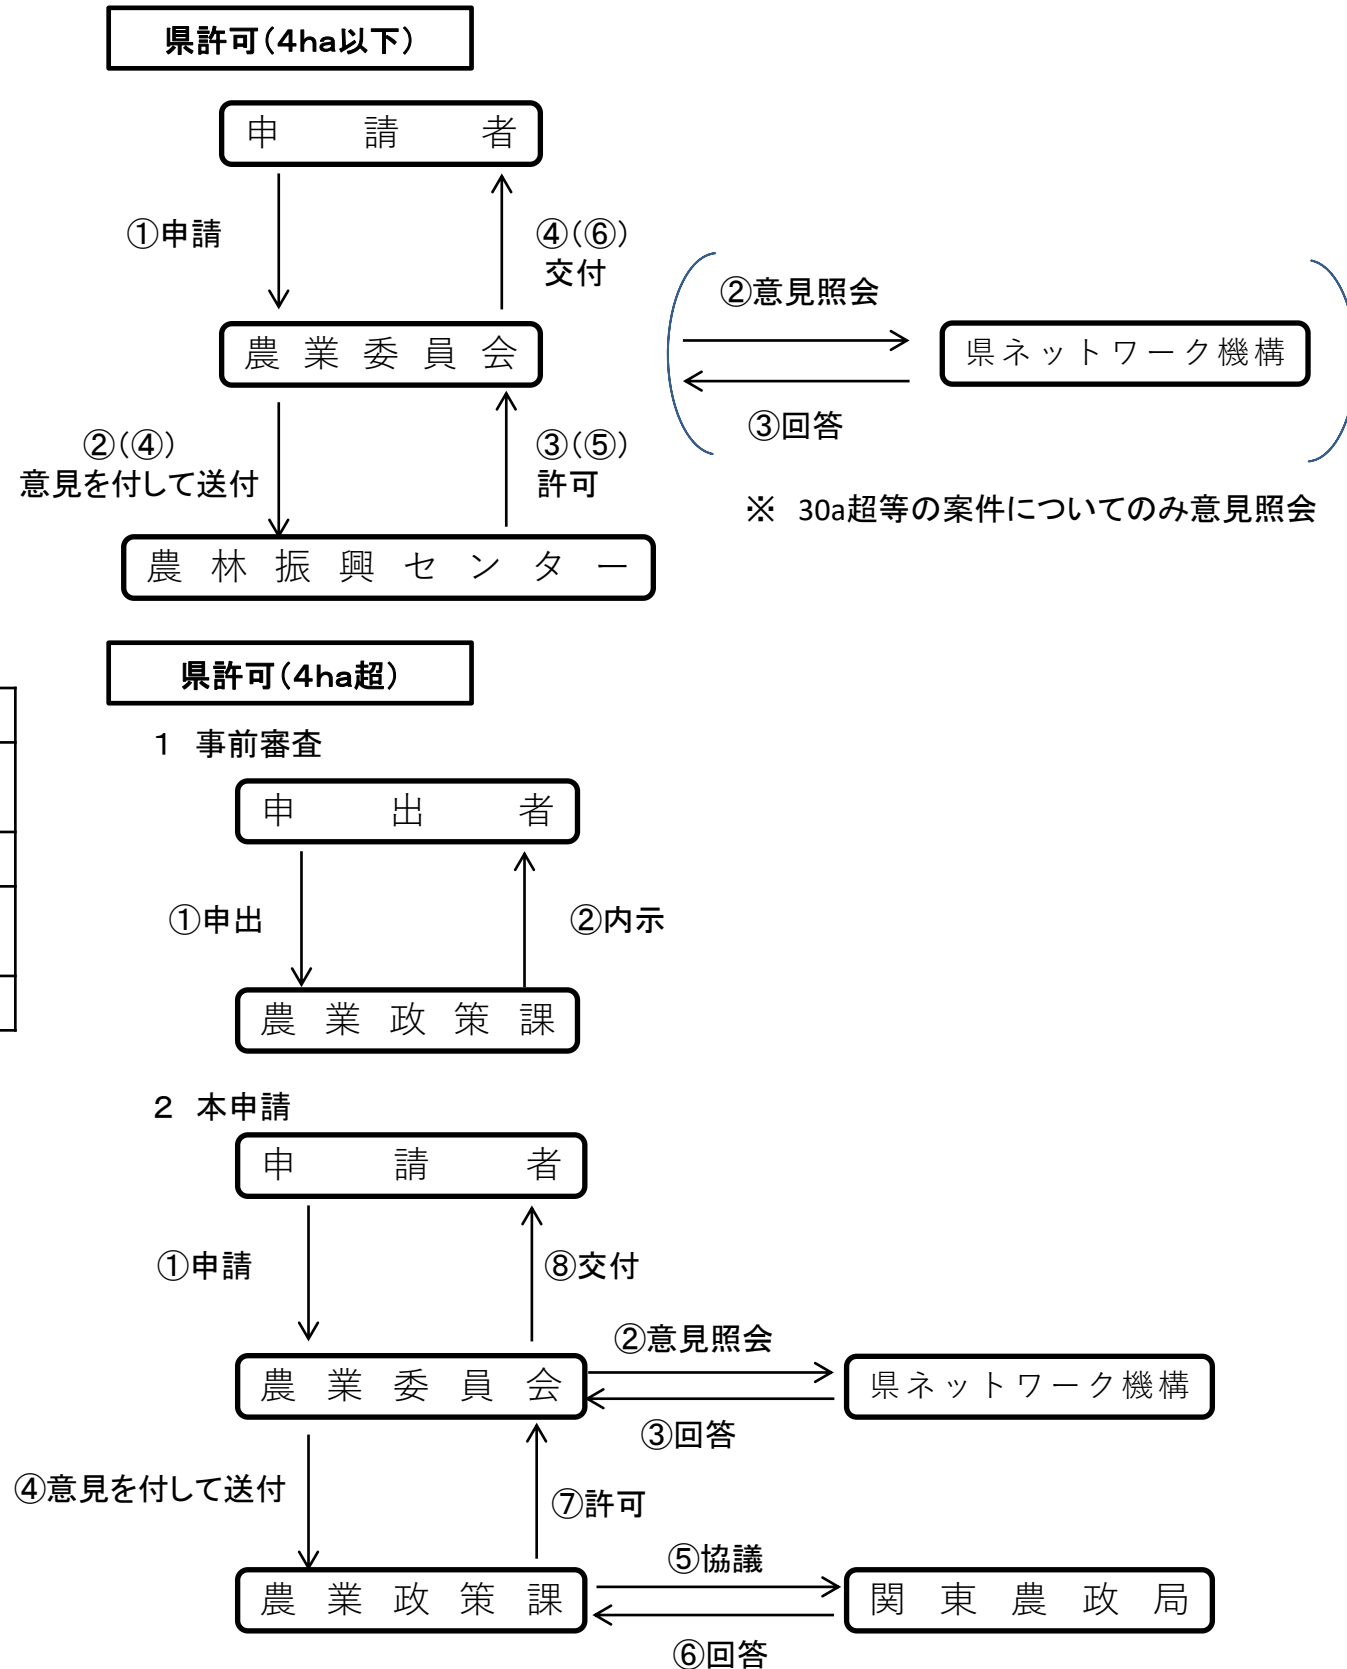 県許可（4ha以下）
申請者
①申請
④（⑥）
交付
②意見照会
農業委員会
県ネットワーク機構
③回答
②（④）
意見を付して送付
③（⑤）
許可
※　30a超等の案件についてのみ意見照会
農林振興センター
県許可（4ha超）
１　事前審査
申出者
①申出
②内示
農業政策課
２　本申請
申請者
①申請
⑧交付
②意見照会
農業委員会
県ネットワーク機構
③回答
④意見を付して送付
⑦許可
⑤協議
農業政策課
関東農政局
⑥回答